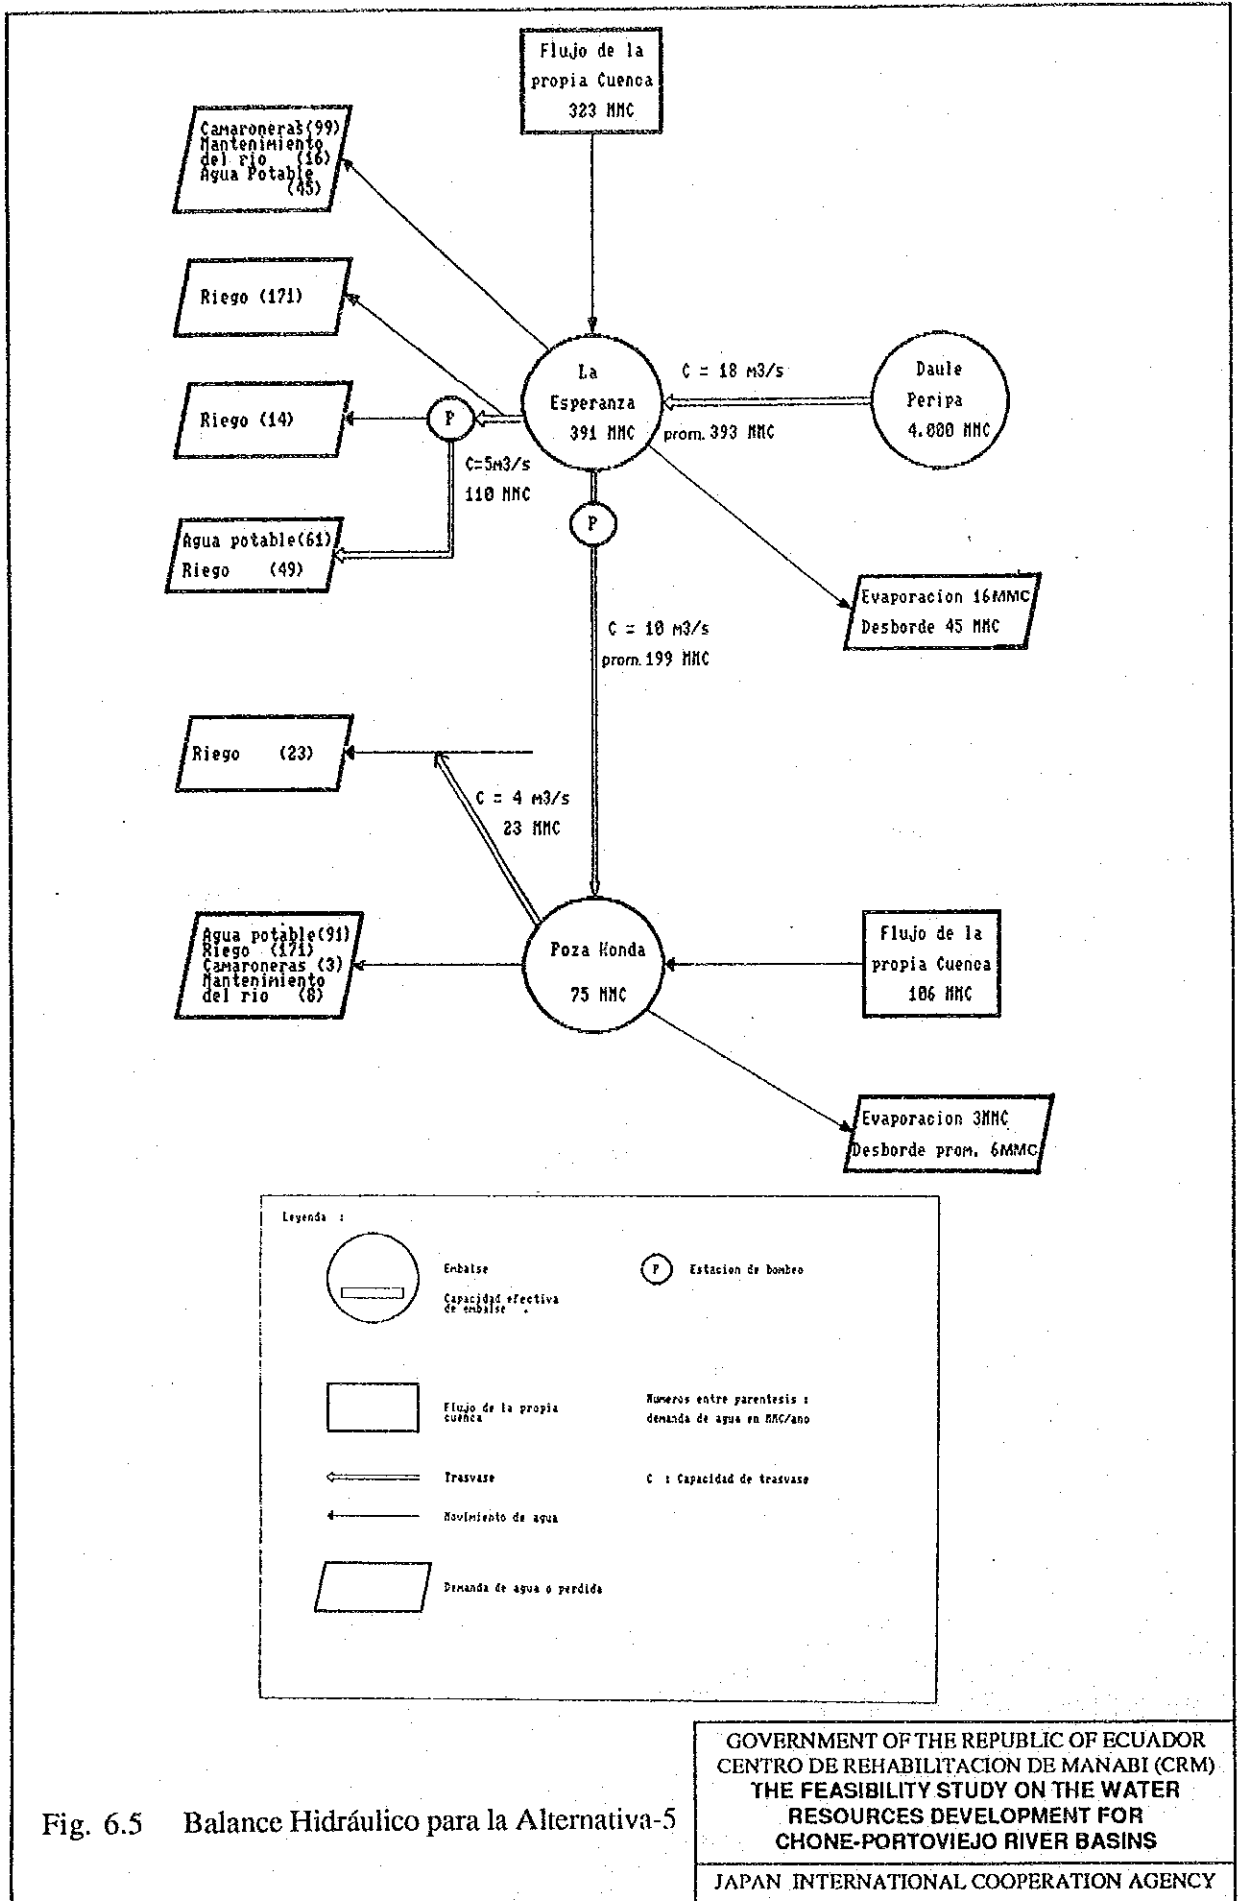 Flujo de la
propia Cuenca
323 MMC
Camaroneras(99)
Mantenimiento
del rio (16)
Agua Potable
(45)
Riego (171)
Riego (14)
P
C=5m3/s
110 MMC
Agua potable(61)
Riego (49)
La
Esperanza
391 MMC
C = 18 m3/s
prom. 393 MMC
Daule
Peripa
4.000 MMC
P
C = 10 m3/s
prom. 199 MMC
Evaporacion 16MMC
Desborde 45 MMC
Riego (23)
C = 4 m3/s
23 MMC
Agua potable(91)
Riego (171)
Camaroneras (3)
Mantenimiento
del rio (8)
Poza Honda
75 MMC
Flujo de la
propia Cuenca
106 MMC
Evaporacion 3MMC
Desborde prom. 6MMC
Leyenda :
Embalse
Capacidad efectiva
de embalse .
P Estacion de bombeo
Flujo de la propia
cuenca
Numeros entre parentesis :
demanda de agua en MMC/ano
Trasvase
C : Capacidad de trasvase
Movimiento de agua
Demanda de agua o perdida
Fig. 6.5 Balance Hidráulico para la Alternativa-5
GOVERNMENT OF THE REPUBLIC OF ECUADOR
CENTRO DE REHABILITACION DE MANABI (CRM)
THE FEASIBILITY STUDY ON THE WATER
RESOURCES DEVELOPMENT FOR
CHONE-PORTOVIEJO RIVER BASINS
JAPAN INTERNATIONAL COOPERATION AGENCY